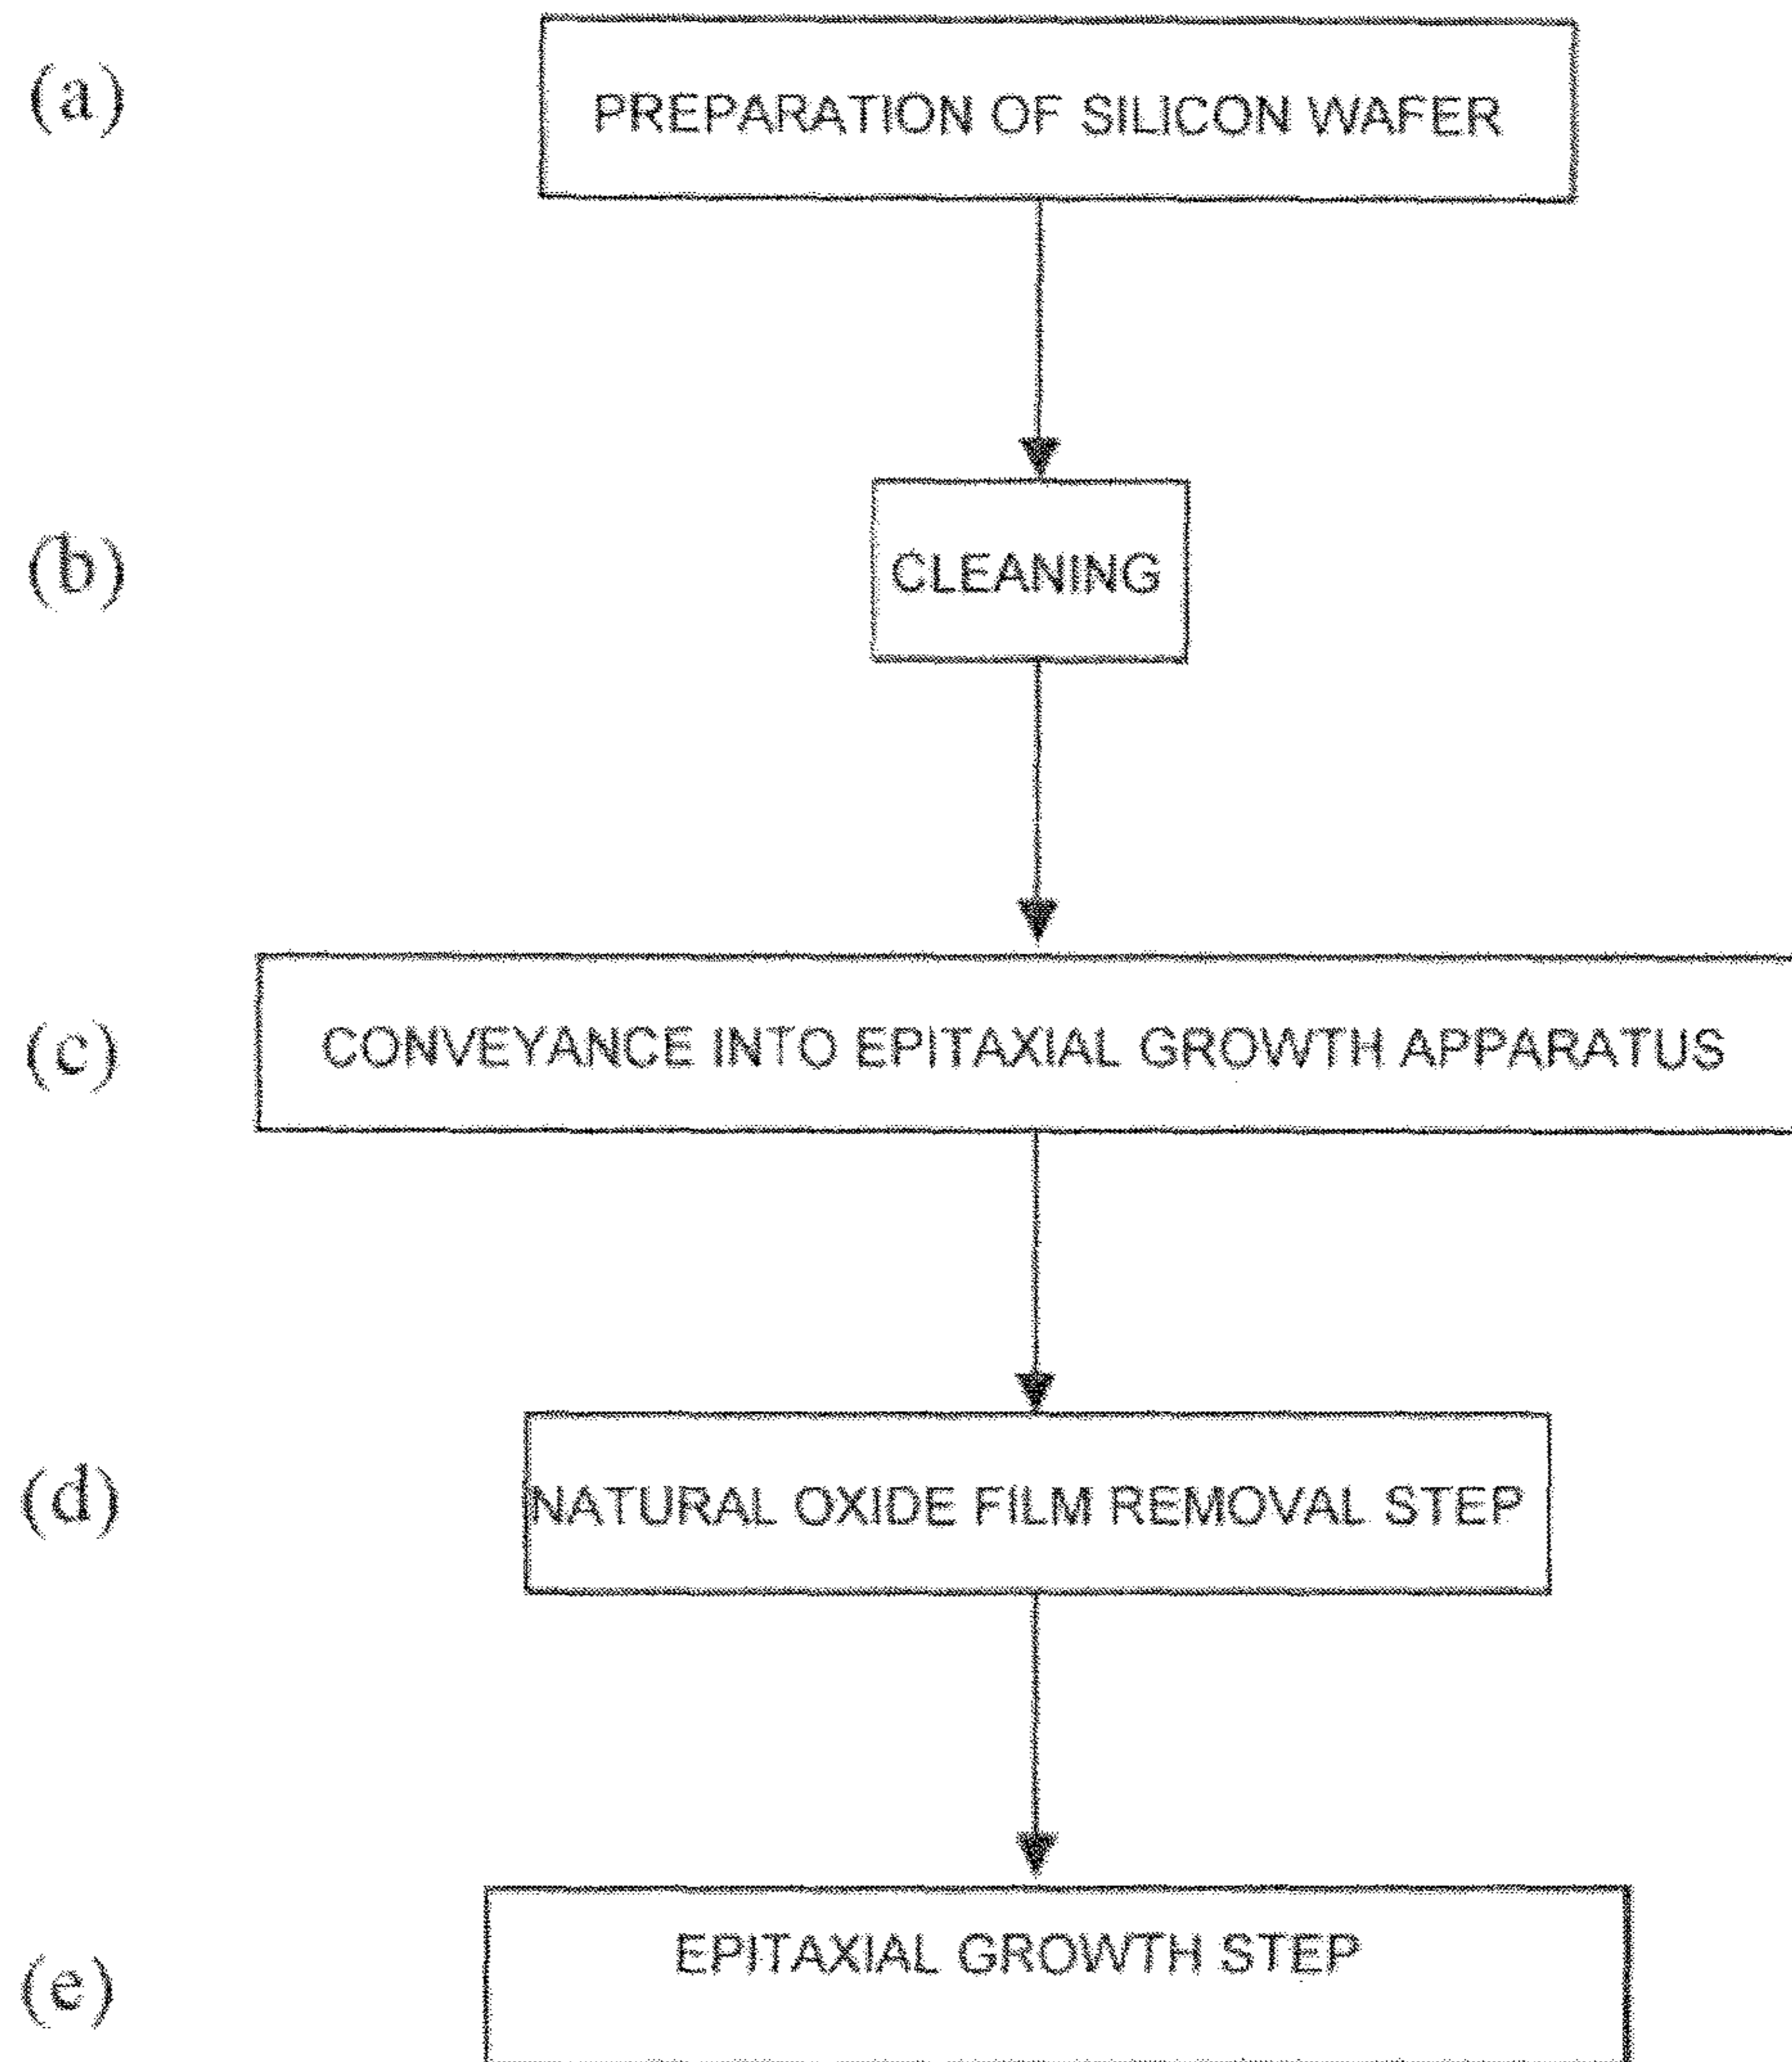 (a)
PREPARATION OF SILICON WAFER
(b)
CLEANING
(c)
CONVEYANCE INTO EPITAXIAL GROWTH APPARATUS
(d)
NATURAL OXIDE FILM REMOVAL STEP
(e)
EPITAXIAL GROWTH STEP